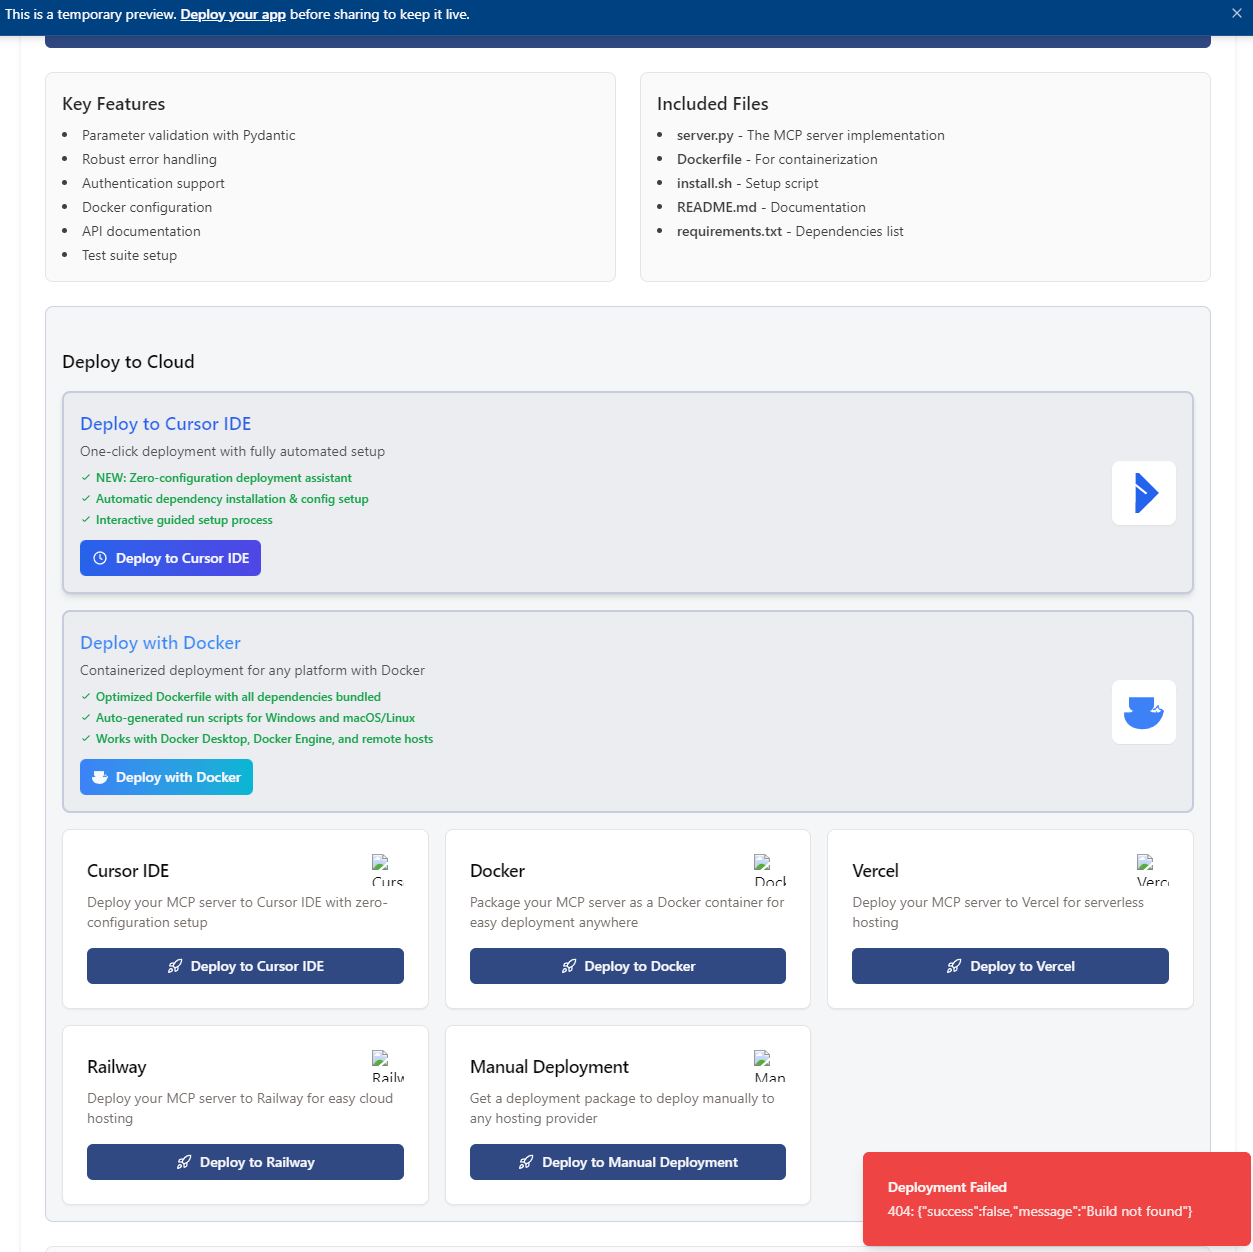 This is a temporary preview. Deploy your app before sharing to keep it live.
Key Features
Parameter validation with Pydantic
Robust error handling
Authentication support
Docker configuration
API documentation
Test suite setup
Included Files
server.py - The MCP server implementation
Dockerfile - For containerization
install.sh - Setup script
README.md - Documentation
requirements.txt - Dependencies list
Deploy to Cloud
Deploy to Cursor IDE
One-click deployment with fully automated setup
NEW: Zero-configuration deployment assistant
Automatic dependency installation & config setup
Interactive guided setup process
Deploy to Cursor IDE
Deploy with Docker
Containerized deployment for any platform with Docker
Optimized Dockerfile with all dependencies bundled
Auto-generated run scripts for Windows and macOS/Linux
Works with Docker Desktop, Docker Engine, and remote hosts
Deploy with Docker
Cursor IDE
Curs
Deploy your MCP server to Cursor IDE with zero-
configuration setup
Deploy to Cursor IDE
Docker
Dock
Package your MCP server as a Docker container for
easy deployment anywhere
Deploy to Docker
Vercel
Verc
Deploy your MCP server to Vercel for serverless
hosting
Deploy to Vercel
Railway
Railw
Deploy your MCP server to Railway for easy cloud
hosting
Deploy to Railway
Manual Deployment
Man
Get a deployment package to deploy manually to
any hosting provider
Deploy to Manual Deployment
Deployment Failed
404: {"success":false,"message":"Build not found"}